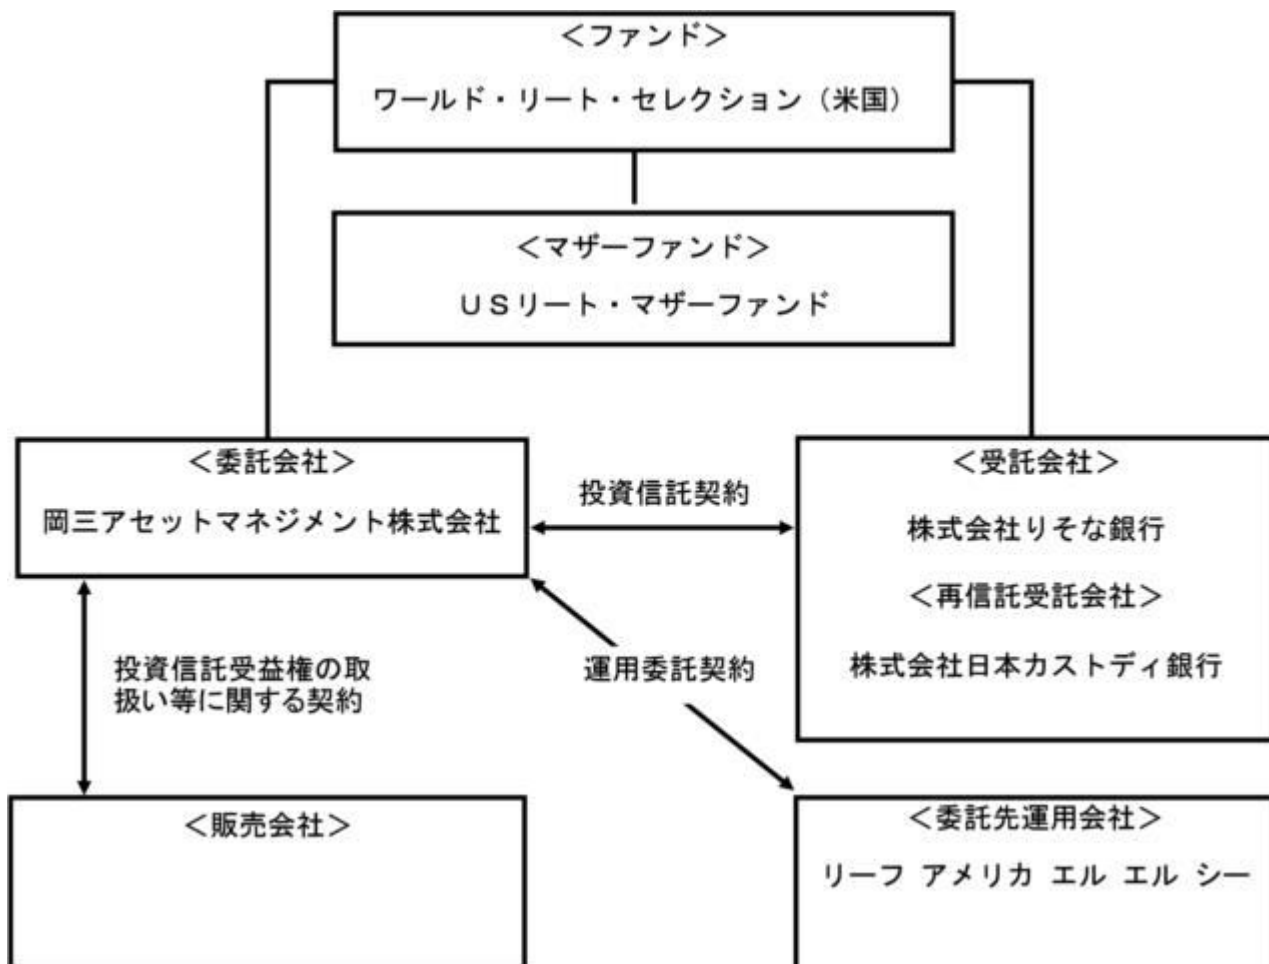 ＜ファンド＞
ワールド・リート・セレクション（米国）
＜マザーファンド＞
ＵＳリート・マザーファンド
＜委託会社＞
岡三アセットマネジメント株式会社
投資信託契約
＜受託会社＞
株式会社りそな銀行
＜再信託受託会社＞
株式会社日本カストディ銀行
投資信託受益権の取
扱い等に関する契約
運用委託契約
＜販売会社＞
＜委託先運用会社＞
リーフ アメリカ エル エル シー